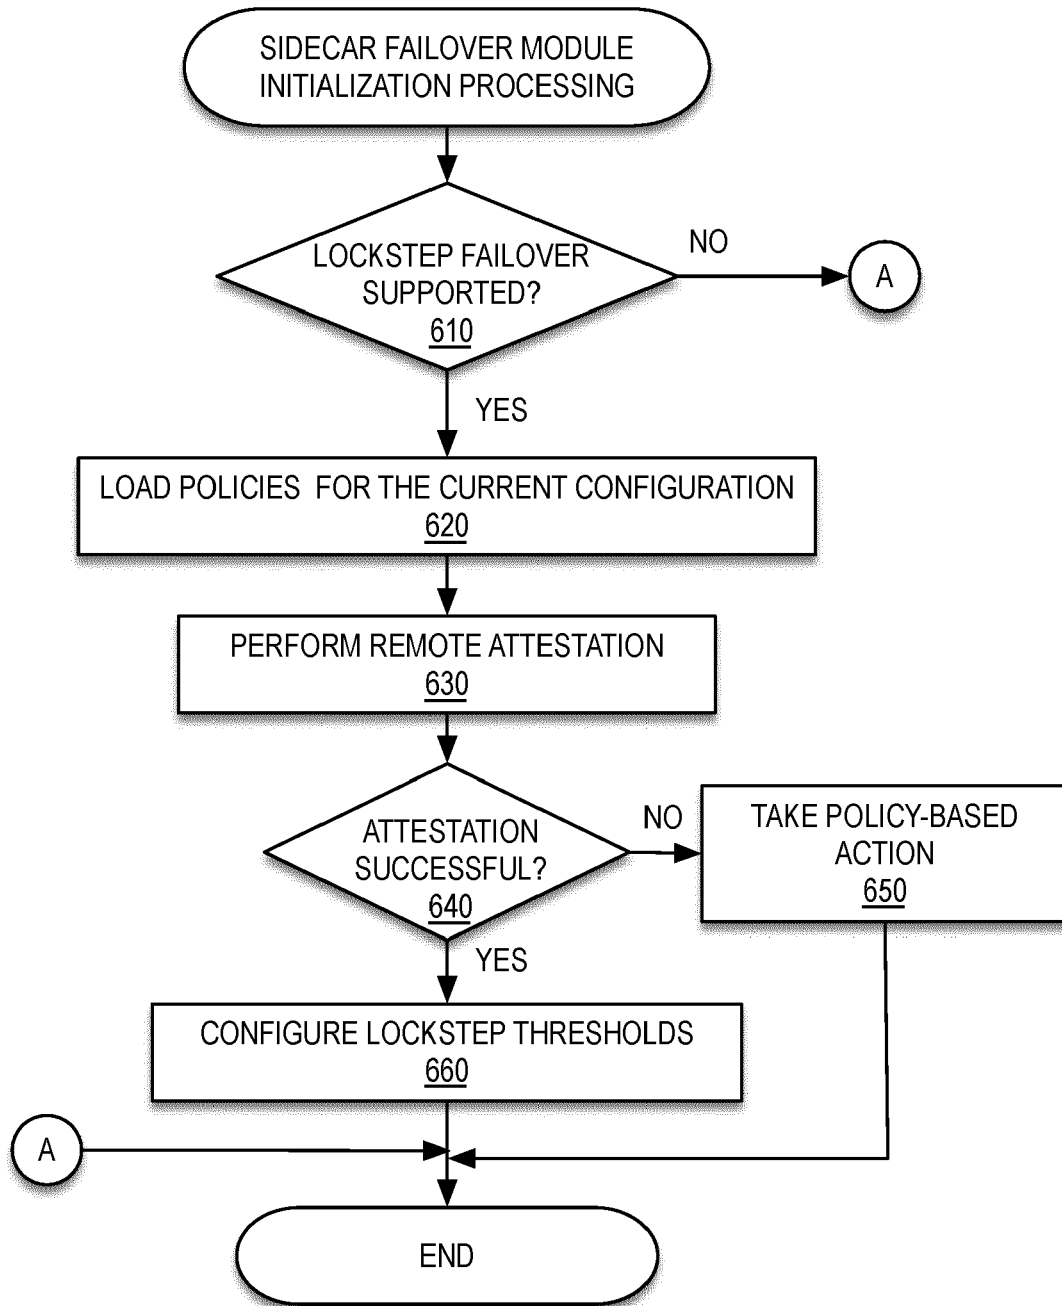 SIDECAR FAILOVER MODULE
INITIALIZATION PROCESSING
LOCKSTEP FAILOVER
SUPPORTED?
610
NO
A
YES
LOAD POLICIES FOR THE CURRENT CONFIGURATION
620
PERFORM REMOTE ATTESTATION
630
ATTESTATION
SUCCESSFUL?
640
NO
TAKE POLICY-BASED
ACTION
650
YES
CONFIGURE LOCKSTEP THRESHOLDS
660
A
END